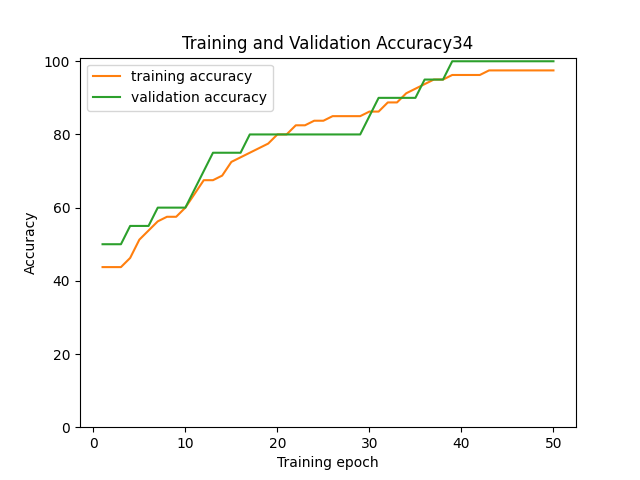 Training and Validation Accuracy34
training accuracy
validation accuracy
Accuracy
100
80
60
40
20
0
0 10 20 30 40 50
Training epoch